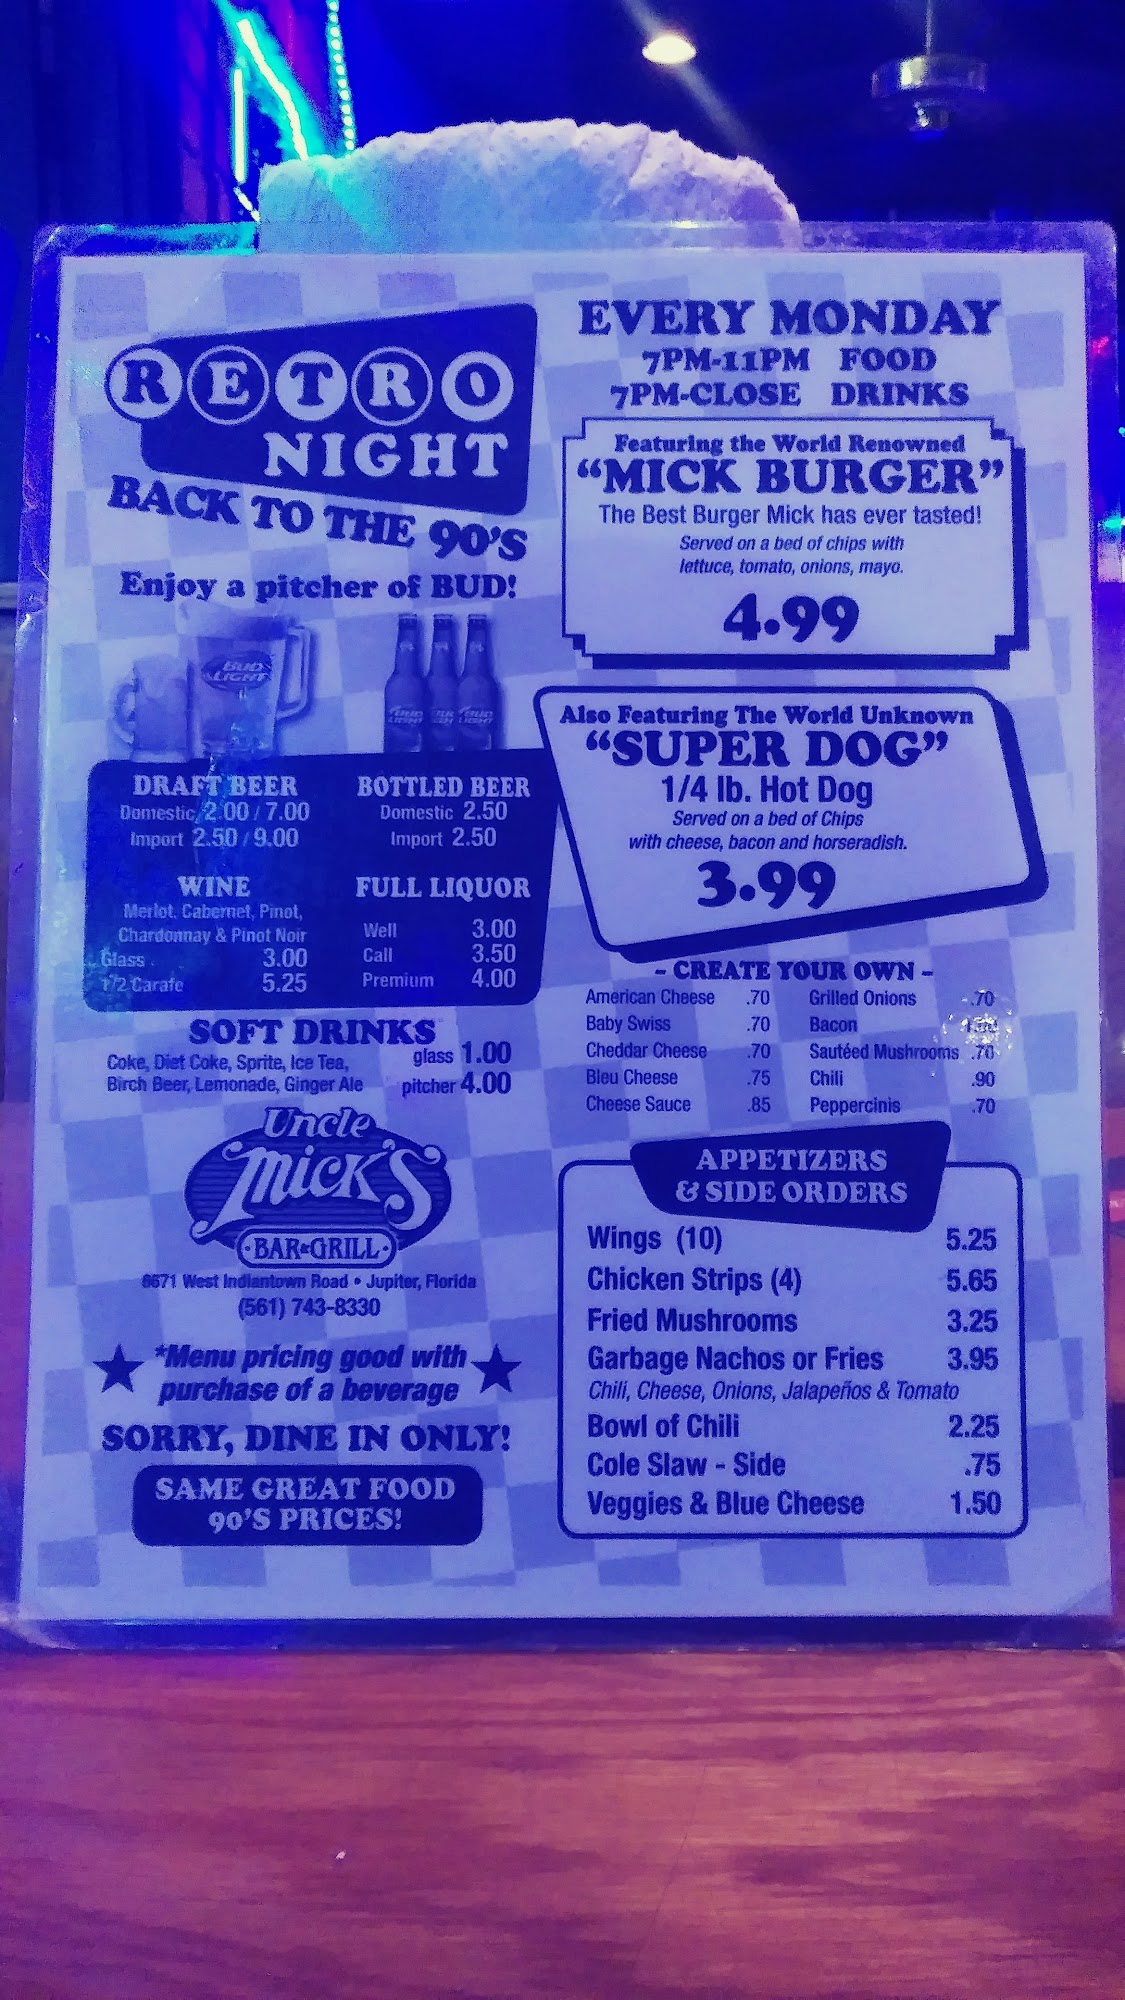 RETRO
NIGHT
BACK TO THE 90'S
Enjoy a pitcher of BUD!
BUD
LIGHT
BUD
LIGHT
BUD
LIGHT
DRAFT BEER
Domestic 2.00 / 7.00
Import 2.50 / 9.00
BOTTLED BEER
Domestic 2.50
Import 2.50
WINE
Merlot, Cabernet, Pinot,
Chardonnay & Pinot Noir
Glass 3.00
1/2 Carafe 5.25
FULL LIQUOR
Well 3.00
Call 3.50
Premium 4.00
SOFT DRINKS
Coke, Diet Coke, Sprite, Ice Tea,
Birch Beer, Lemonade, Ginger Ale
glass 1.00
pitcher 4.00
Uncle
Mick's
BAR & GRILL
6671 West Indiantown Road • Jupiter, Florida
(561) 743-8330
*Menu pricing good with
purchase of a beverage
SORRY, DINE IN ONLY!
SAME GREAT FOOD
90'S PRICES!
EVERY MONDAY
7PM-11PM FOOD
7PM-CLOSE DRINKS
Featuring the World Renowned
"MICK BURGER"
The Best Burger Mick has ever tasted!
Served on a bed of chips with
lettuce, tomato, onions, mayo.
4.99
Also Featuring The World Unknown
"SUPER DOG"
1/4 lb. Hot Dog
Served on a bed of Chips
with cheese, bacon and horseradish.
3.99
- CREATE YOUR OWN -
American Cheese .70 Grilled Onions .70
Baby Swiss .70 Bacon
Cheddar Cheese .70 Sautéed Mushrooms .70
Bleu Cheese .75 Chili .90
Cheese Sauce .85 Peppercinis .70
APPETIZERS
& SIDE ORDERS
Wings (10) 5.25
Chicken Strips (4) 5.65
Fried Mushrooms 3.25
Garbage Nachos or Fries 3.95
Chili, Cheese, Onions, Jalapeños & Tomato
Bowl of Chili 2.25
Cole Slaw - Side .75
Veggies & Blue Cheese 1.50